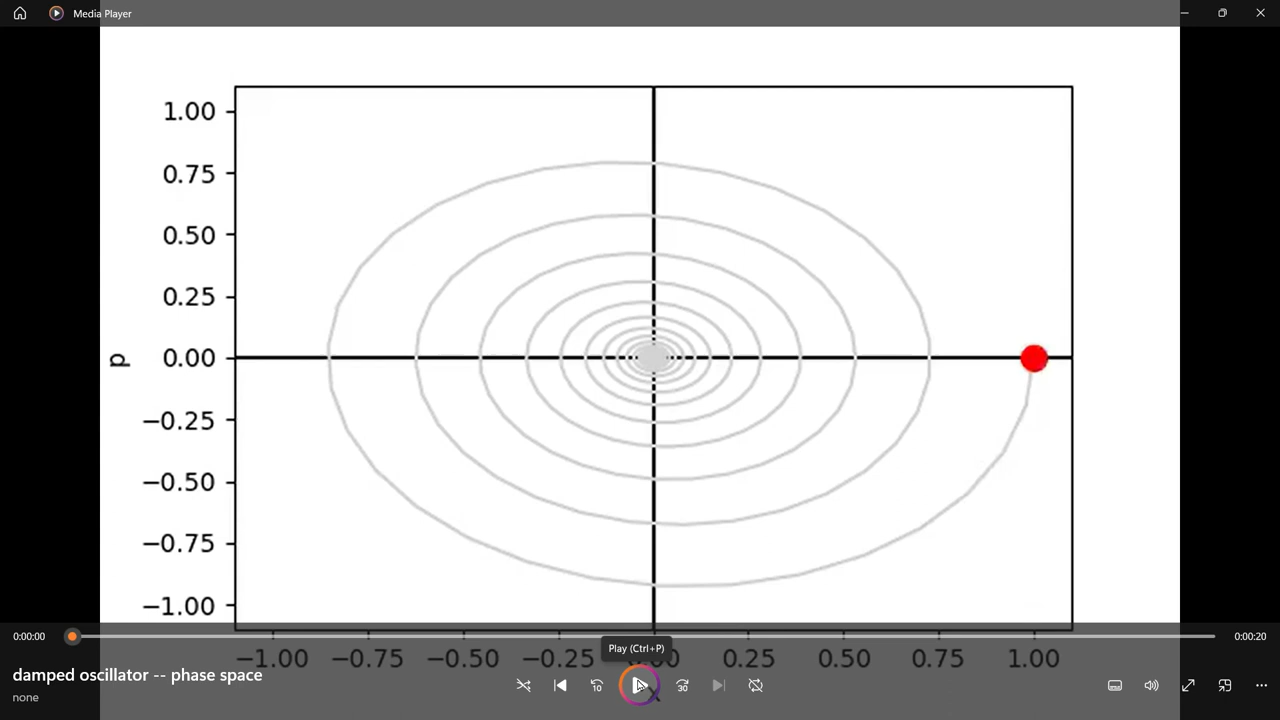 Media Player
1.00
0.75
0.50
0.25
0.00
−0.25
−0.50
−0.75
−1.00
p
0:00:00
0:00:20
Play (Ctrl+P)
−1.00 −0.75 −0.50 −0.25 0.25 0.50 0.75 1.00
damped oscillator -- phase space
none
10
30